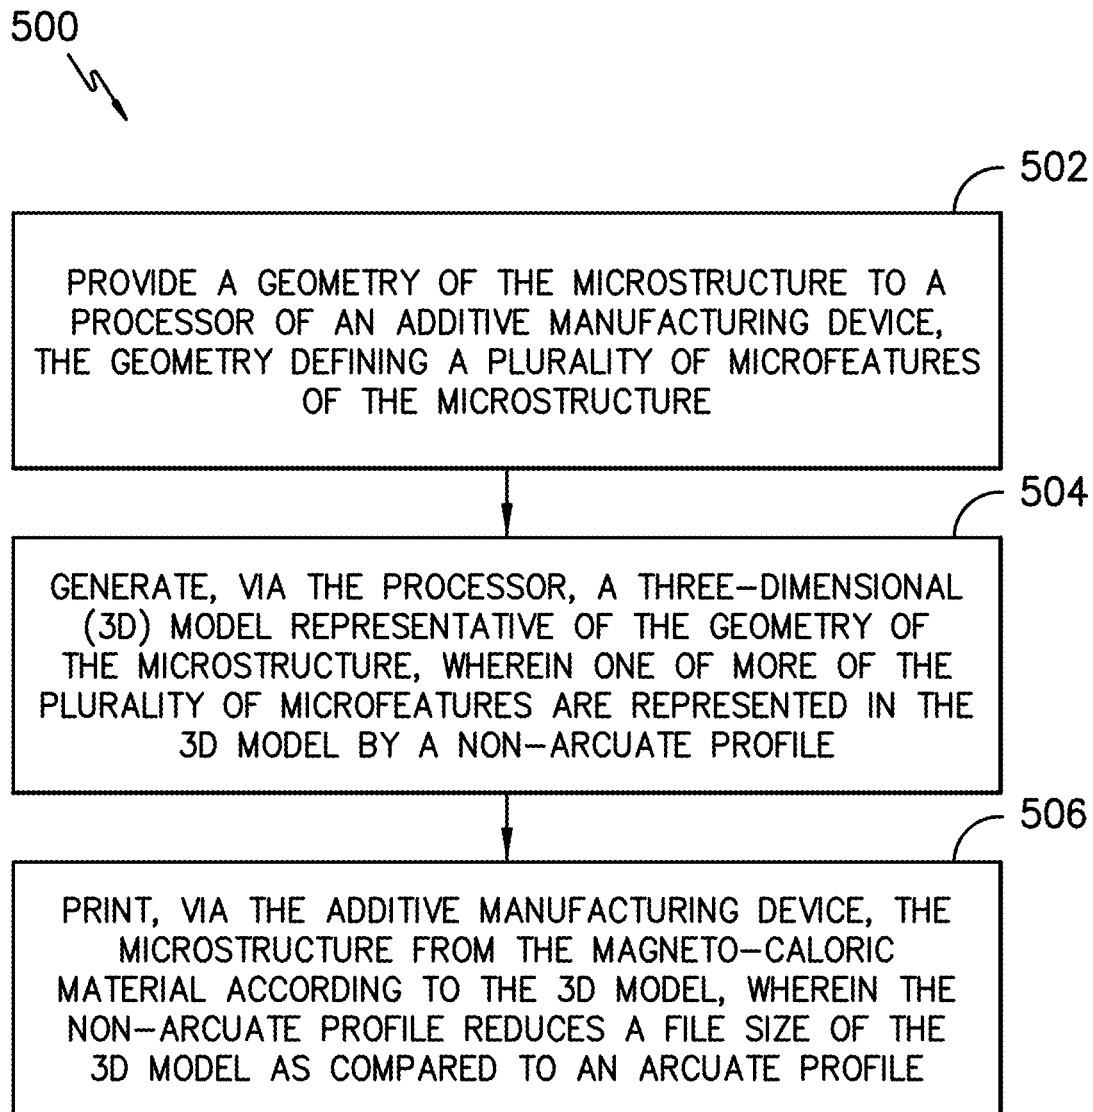 500
502
PROVIDE A GEOMETRY OF THE MICROSTRUCTURE TO A
PROCESSOR OF AN ADDITIVE MANUFACTURING DEVICE,
THE GEOMETRY DEFINING A PLURALITY OF MICROFEATURES
OF THE MICROSTRUCTURE
504
GENERATE, VIA THE PROCESSOR, A THREE-DIMENSIONAL
(3D) MODEL REPRESENTATIVE OF THE GEOMETRY OF
THE MICROSTRUCTURE, WHEREIN ONE OF MORE OF THE
PLURALITY OF MICROFEATURES ARE REPRESENTED IN THE
3D MODEL BY A NON-ARCUATE PROFILE
506
PRINT, VIA THE ADDITIVE MANUFACTURING DEVICE, THE
MICROSTRUCTURE FROM THE MAGNETO-CALORIC
MATERIAL ACCORDING TO THE 3D MODEL, WHEREIN THE
NON-ARCUATE PROFILE REDUCES A FILE SIZE OF THE
3D MODEL AS COMPARED TO AN ARCUATE PROFILE